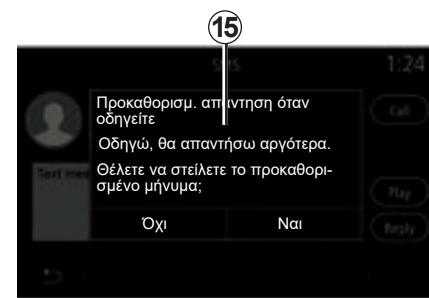 15
SMS
1:24
Προκαθορισμ. απάντηση όταν
οδηγείτε
Call
Οδηγώ, θα απαντήσω αργότερα.
Text mes
Θέλετε να στείλετε το προκαθορι-
σμένο μήνυμα;
Play
Όχι
Ναι
Reply